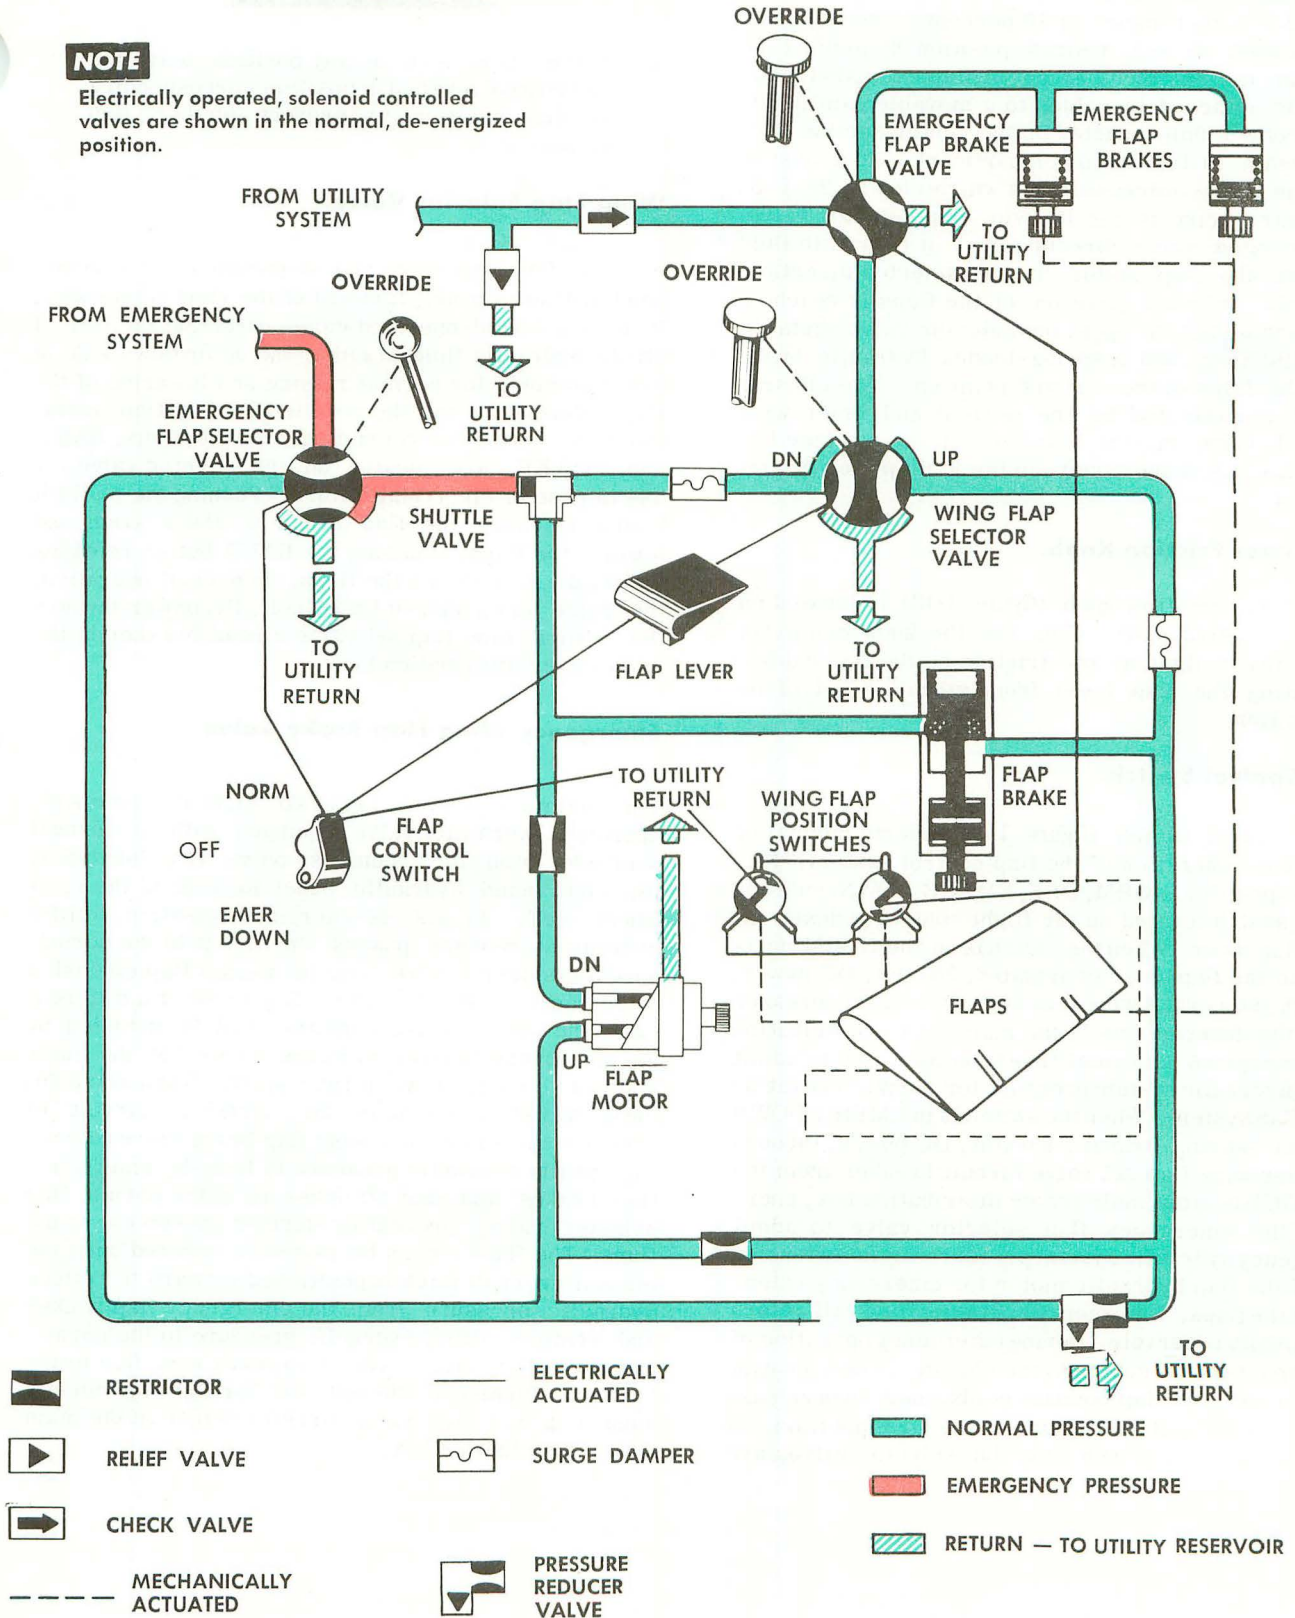 OVERRIDE
NOTE
Electrically operated, solenoid controlled
valves are shown in the normal, de-energized
position.
EMERGENCY
FLAP BRAKE
VALVE
EMERGENCY
FLAP
BRAKES
FROM UTILITY
SYSTEM
TO
UTILITY
RETURN
OVERRIDE
OVERRIDE
FROM EMERGENCY
SYSTEM
TO
UTILITY
RETURN
EMERGENCY
FLAP SELECTOR
VALVE
DN
UP
SHUTTLE
VALVE
WING FLAP
SELECTOR
VALVE
TO
UTILITY
RETURN
FLAP LEVER
TO
UTILITY
RETURN
NORM
OFF
EMER
DOWN
FLAP
CONTROL
SWITCH
TO UTILITY
RETURN
WING FLAP
POSITION
SWITCHES
FLAP
BRAKE
DN
UP
FLAP
MOTOR
FLAPS
TO
UTILITY
RETURN
RESTRICTOR
RELIEF VALVE
CHECK VALVE
MECHANICALLY
ACTUATED
ELECTRICALLY
ACTUATED
SURGE DAMPER
PRESSURE
REDUCER
VALVE
NORMAL PRESSURE
EMERGENCY PRESSURE
RETURN — TO UTILITY RESERVOIR